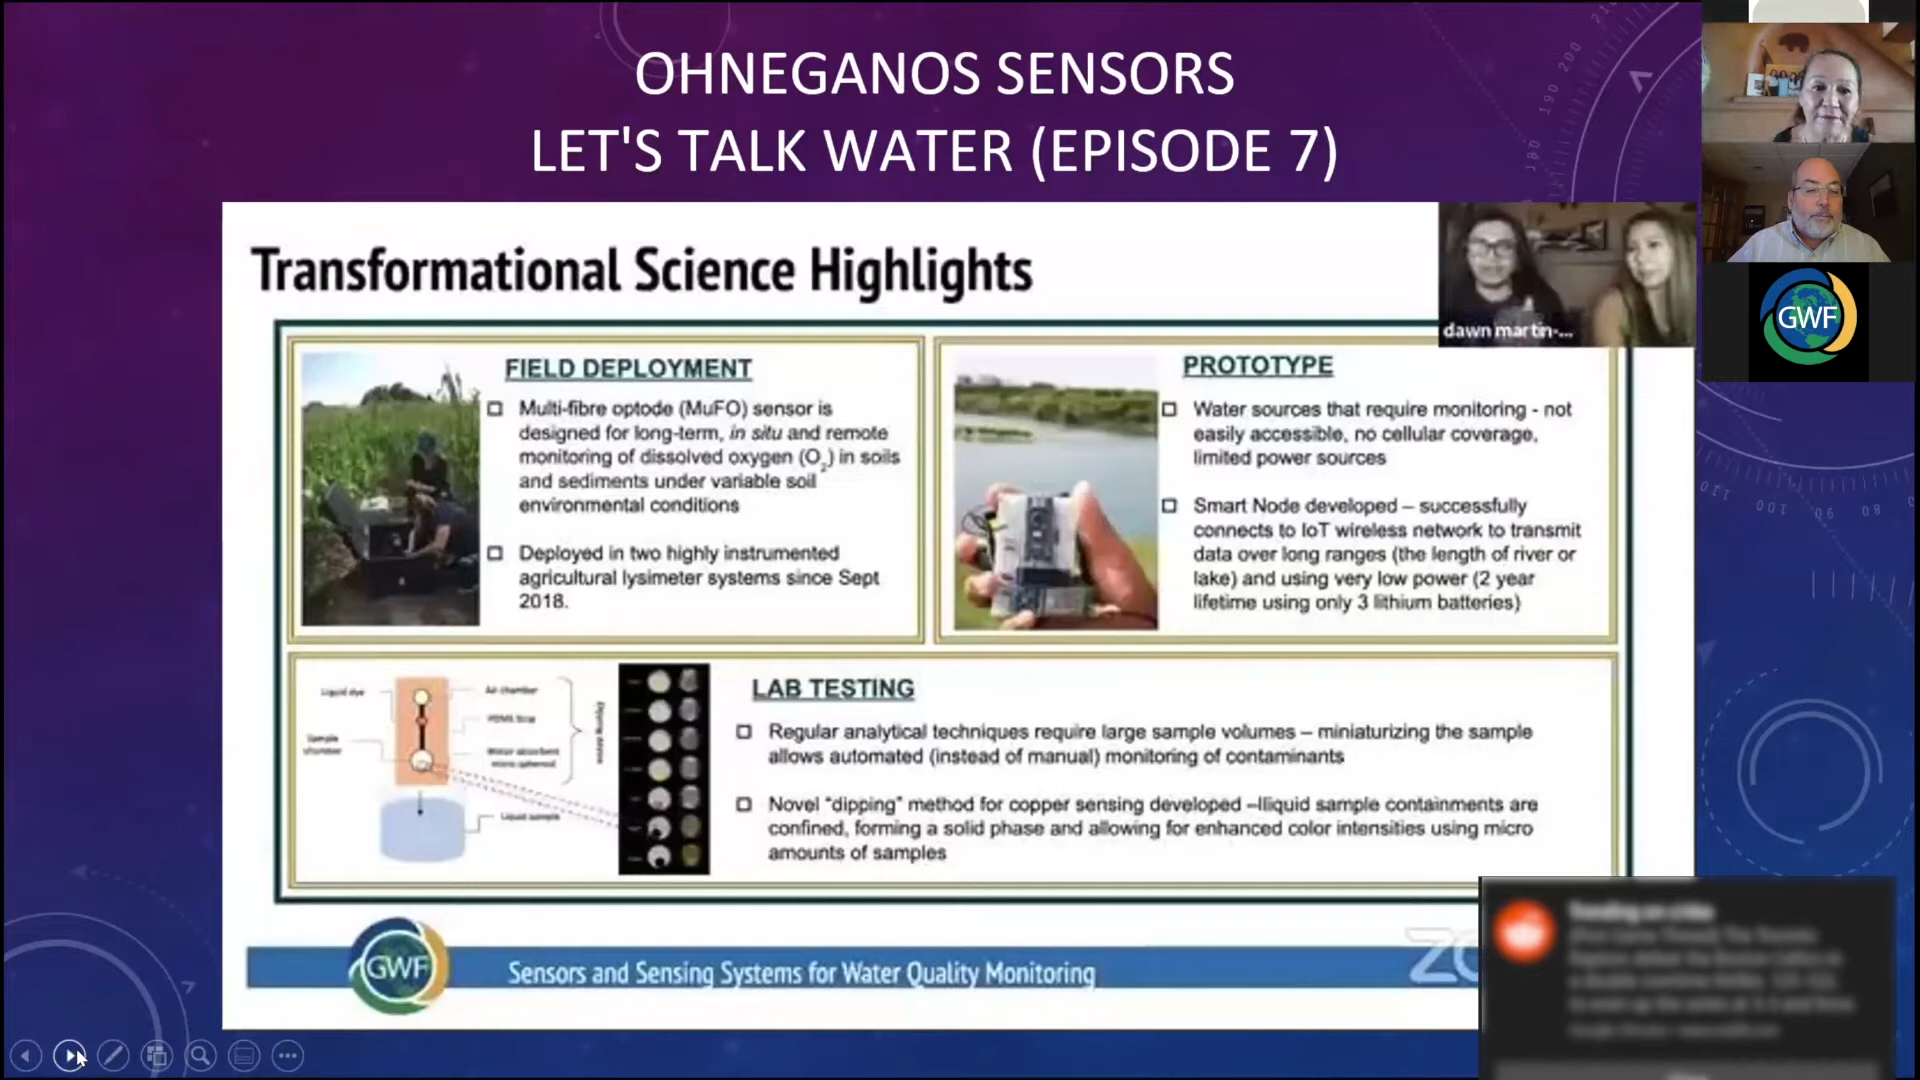 OHNEGANOS SENSORS
LET'S TALK WATER (EPISODE 7)
Transformational Science Highlights
dawn martin-...
GWF
FIELD DEPLOYMENT
Multi-fibre optode (MuFO) sensor is
designed for long-term, in situ and remote
monitoring of dissolved oxygen (O2) in soils
and sediments under variable soil
environmental conditions
Deployed in two highly instrumented
agricultural lysimeter systems since Sept
2018.
PROTOTYPE
Water sources that require monitoring - not
easily accessible, no cellular coverage,
limited power sources
Smart Node developed – successfully
connects to IoT wireless network to transmit
data over long ranges (the length of river or
lake) and using very low power (2 year
lifetime using only 3 lithium batteries)
Liquid dye
Air chamber
Sample
chamber
Liquid sample
LAB TESTING
Regular analytical techniques require large sample volumes – miniaturizing the sample
allows automated (instead of manual) monitoring of contaminants
Novel "dipping" method for copper sensing developed –lliquid sample containments are
confined, forming a solid phase and allowing for enhanced color intensities using micro
amounts of samples
GWF
Sensors and Sensing Systems for Water Quality Monitoring